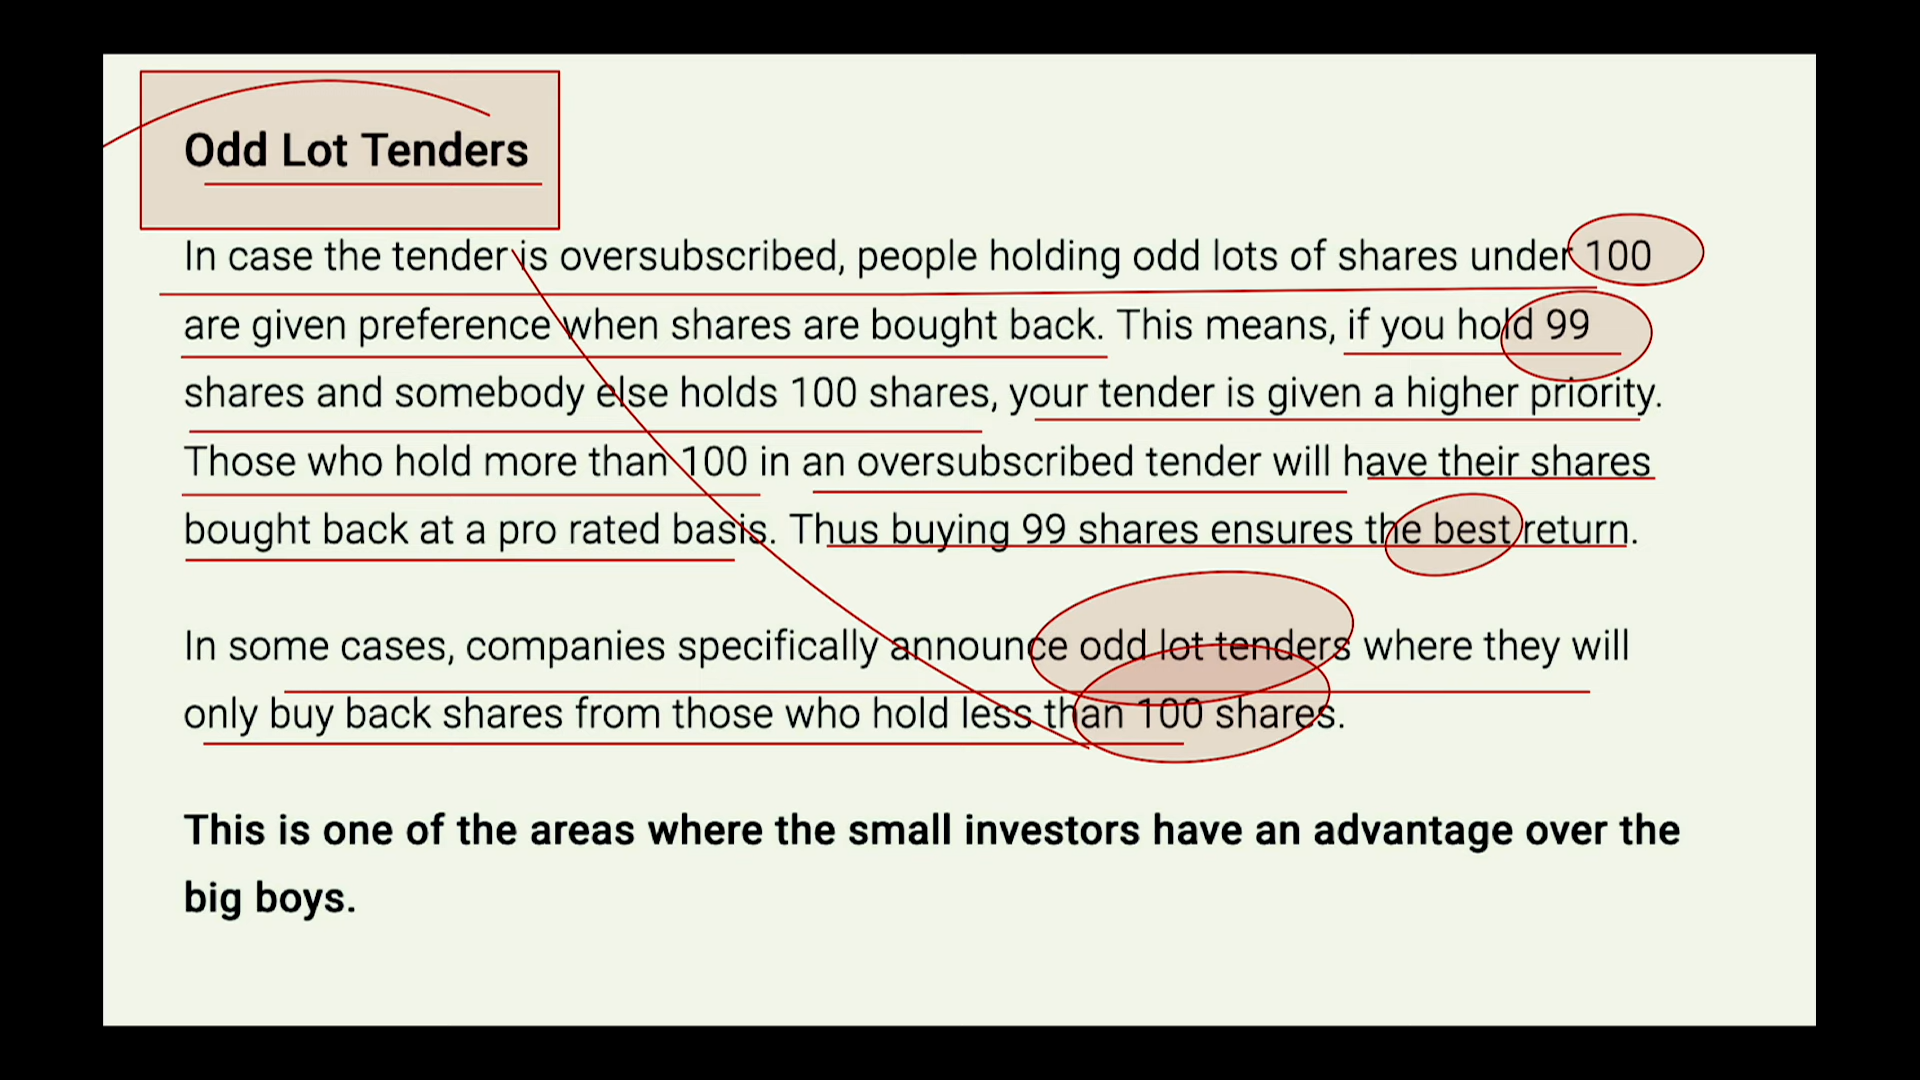 Odd Lot Tenders
In case the tender is oversubscribed, people holding odd lots of shares under 100
are given preference when shares are bought back. This means, if you hold 99
shares and somebody else holds 100 shares, your tender is given a higher priority.
Those who hold more than 100 in an oversubscribed tender will have their shares
bought back at a pro rated basis. Thus buying 99 shares ensures the best return.
In some cases, companies specifically announce odd lot tenders where they will
only buy back shares from those who hold less than 100 shares.
This is one of the areas where the small investors have an advantage over the
big boys.